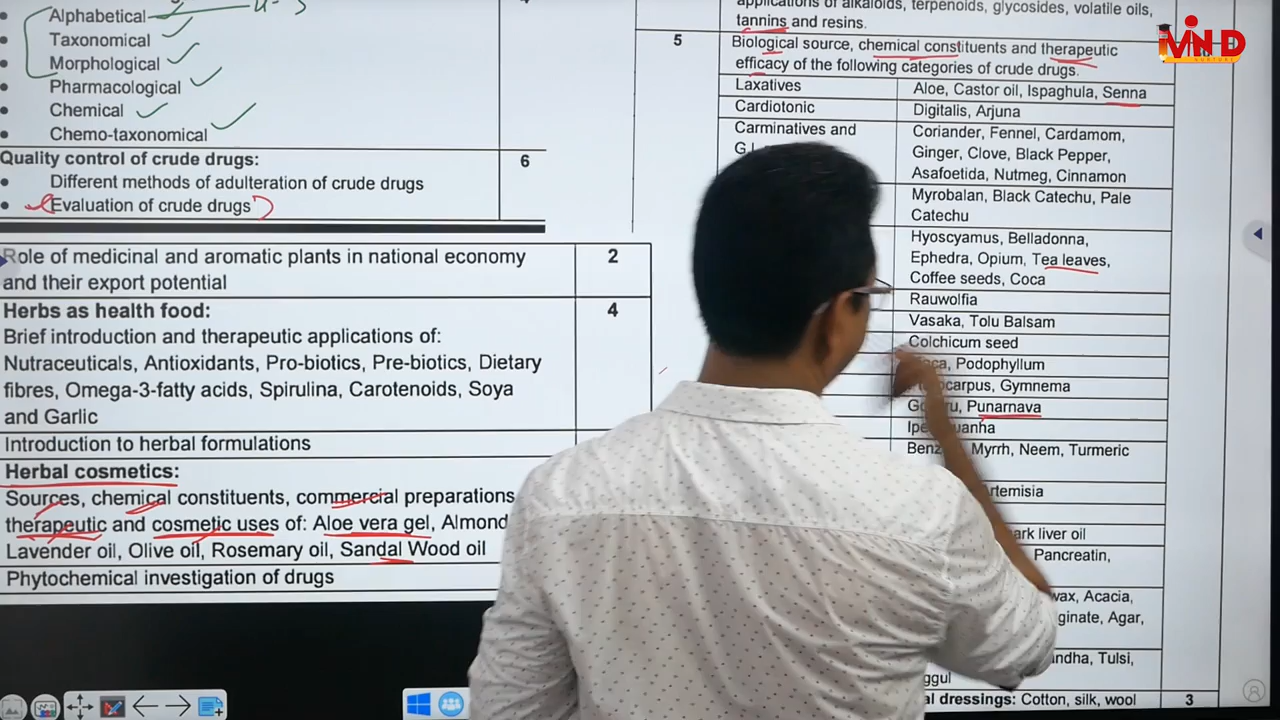 Alphabetical
Taxonomical
Morphological
Pharmacological
Chemical
Chemo-taxonomical
Quality control of crude drugs:
6
Different methods of adulteration of crude drugs
Evaluation of crude drugs
Role of medicinal and aromatic plants in national economy
and their export potential
2
Herbs as health food:
4
Brief introduction and therapeutic applications of:
Nutraceuticals, Antioxidants, Pro-biotics, Pre-biotics, Dietary
fibres, Omega-3-fatty acids, Spirulina, Carotenoids, Soya
and Garlic
Introduction to herbal formulations
Herbal cosmetics:
Sources, chemical constituents, commercial preparations
therapeutic and cosmetic uses of: Aloe vera gel, Almond
Lavender oil, Olive oil, Rosemary oil, Sandal Wood oil
Phytochemical investigation of drugs
applications of alkaloids, terpenoids, glycosides, volatile oils,
tannins and resins.
5
Biological source, chemical constituents and therapeutic
efficacy of the following categories of crude drugs.
Laxatives
Aloe, Castor oil, Ispaghula, Senna
Cardiotonic
Digitalis, Arjuna
Carminatives and
Coriander, Fennel, Cardamom,
Ginger, Clove, Black Pepper,
Asafoetida, Nutmeg, Cinnamon
Myrobalan, Black Catechu, Pale
Catechu
Hyoscyamus, Belladonna,
Ephedra, Opium, Tea leaves,
Coffee seeds, Coca
Rauwolfia
Vasaka, Tolu Balsam
Colchicum seed
Podophyllum
Gymnema
Punarnava
Myrrh, Neem, Turmeric
Artemisia
liver oil
Pancreatin,
Acacia,
Agar,
Tulsi,
dressings: Cotton, silk, wool
3